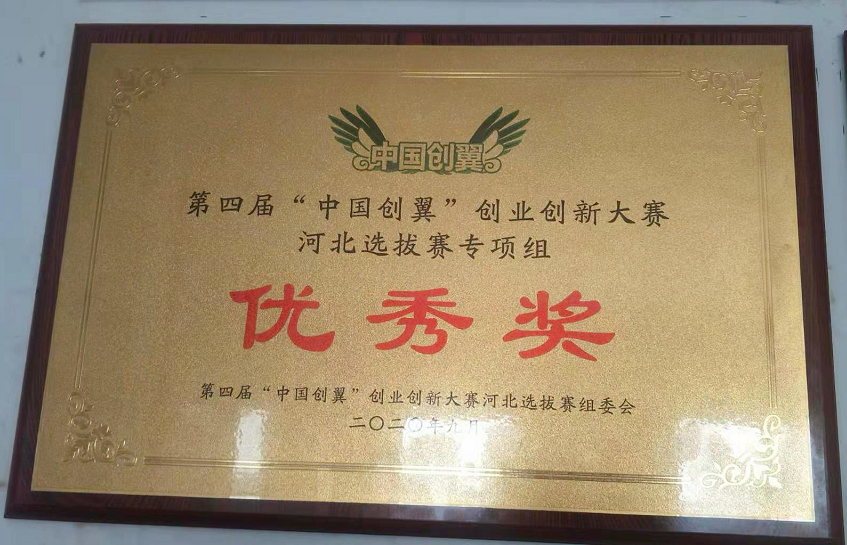 中国创翼
第四届“中国创翼”创业创新大赛
河北选拔赛专项组
优秀奖
第四届“中国创翼”创业创新大赛河北选拔赛组委会
二〇二〇年九月